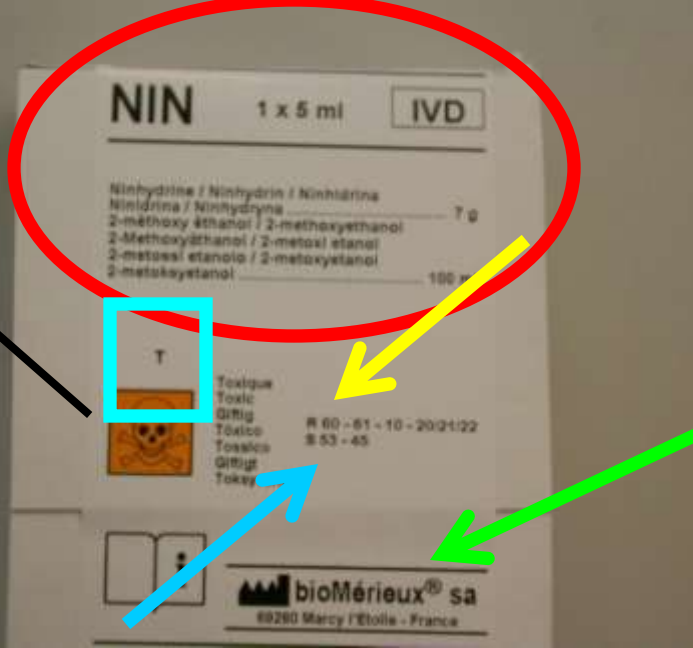 NIN 1 x 5 ml IVD
Ninhydrine / Ninhydrin / Ninhidrina
Ninidrina / Ninhydryna 7 g
2-méthoxy éthanol / 2-methoxyethanol
2-Methoxyäthanol / 2-metoxi etanol
2-metossi etanolo / 2-metoxyetanol
2-metoksyetanol 100
T
Toxique
Toxic
Giftig
Tóxico
Tossico
Giftigt
R 60 - 61 - 10 - 20/21/22
S 53 - 45
i
bioMérieux® sa
69280 Marcy l'Etoile - France